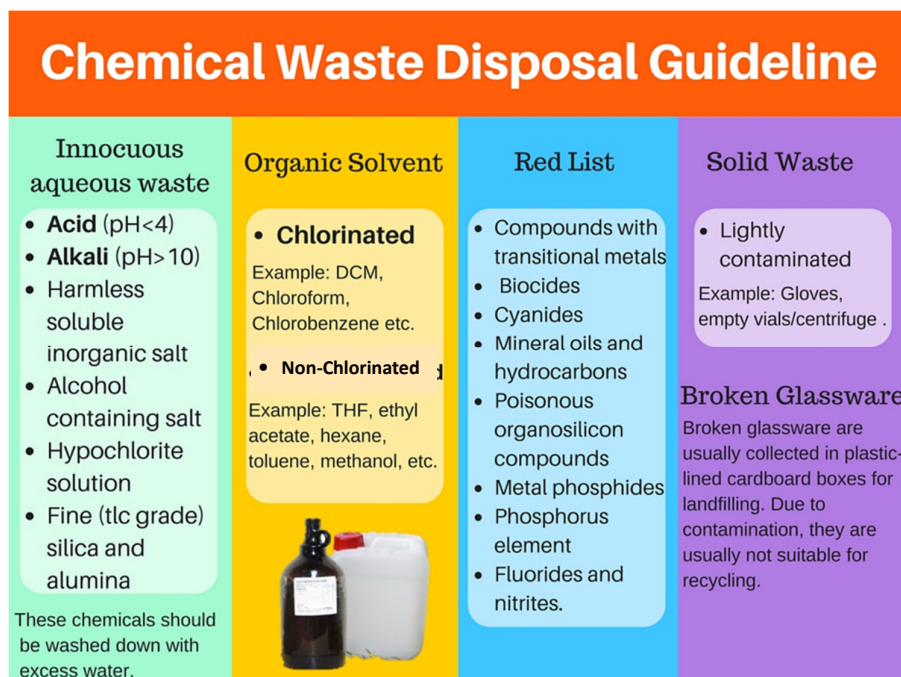 Chemical Waste Disposal Guideline
Innocuous
aqueous waste
• Acid (pH<4)
• Alkali (pH>10)
• Harmless
soluble
inorganic salt
• Alcohol
containing salt
• Hypochlorite
solution
• Fine (tlc grade)
silica and
alumina
These chemicals should
be washed down with
excess water.
Organic Solvent
• Chlorinated
Example: DCM,
Chloroform,
Chlorobenzene etc.
• Non-Chlorinated
Example: THF, ethyl
acetate, hexane,
toluene, methanol, etc.
Red List
• Compounds with
transitional metals
• Biocides
• Cyanides
• Mineral oils and
hydrocarbons
• Poisonous
organosilicon
compounds
• Metal phosphides
• Phosphorus
element
• Fluorides and
nitrites.
Solid Waste
• Lightly
contaminated
Example: Gloves,
empty vials/centrifuge .
Broken Glassware
Broken glassware are
usually collected in plastic-
lined cardboard boxes for
landfilling. Due to
contamination, they are
usually not suitable for
recycling.